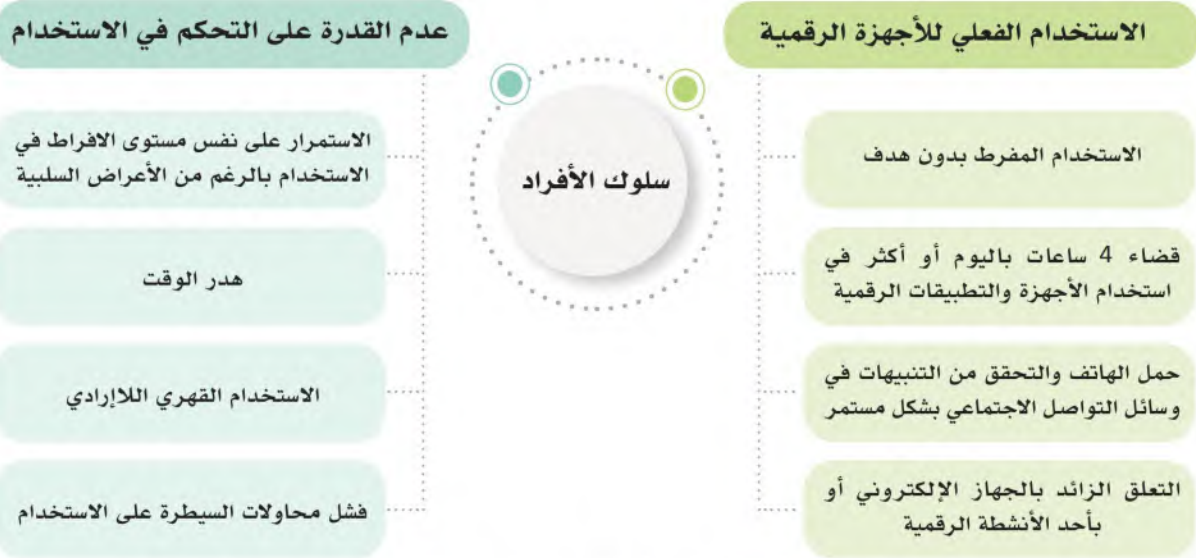 الاستخدام الفعلي للأجهزة الرقمية
الاستخدام المفرط بدون هدف
قضاء 4 ساعات باليوم أو أكثر في
استخدام الأجهزة والتطبيقات الرقمية
حمل الهاتف والتحقق من التنبيهات في
وسائل التواصل الاجتماعي بشكل مستمر
التعلق الزائد بالجهاز الإلكتروني أو
بأحد الأنشطة الرقمية
سلوك الأفراد
عدم القدرة على التحكم في الاستخدام
الاستمرار على نفس مستوى الافراط في
الاستخدام بالرغم من الأعراض السلبية
هدر الوقت
الاستخدام القهري اللاإرادي
فشل محاولات السيطرة على الاستخدام